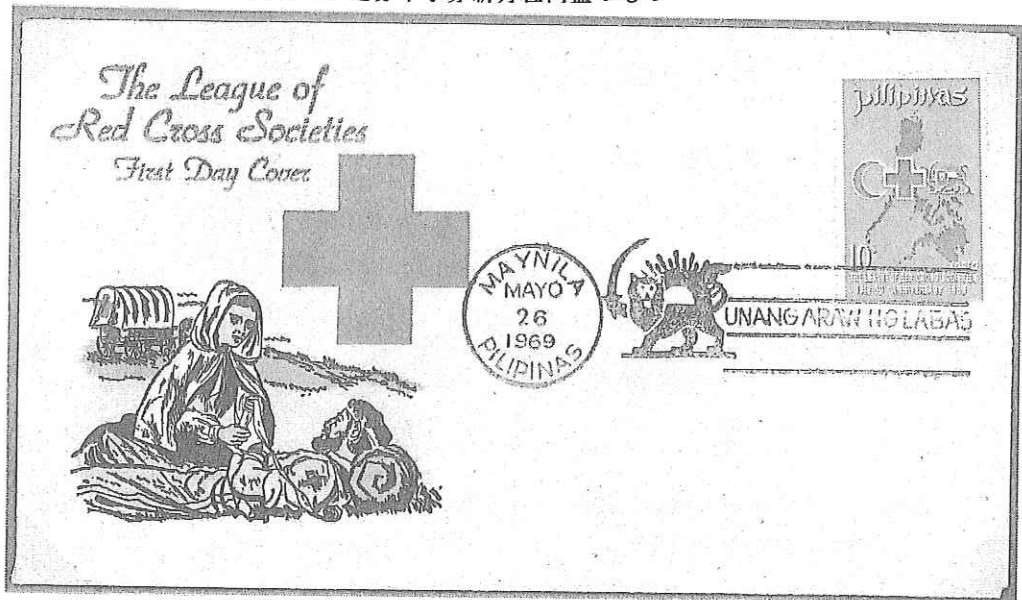 The League of
Red Cross Societies
First Day Cover
pilipinas
10
MAYNILA
MAYO
26
1969
PILIPINAS
UNANG ARAW NG LABAS